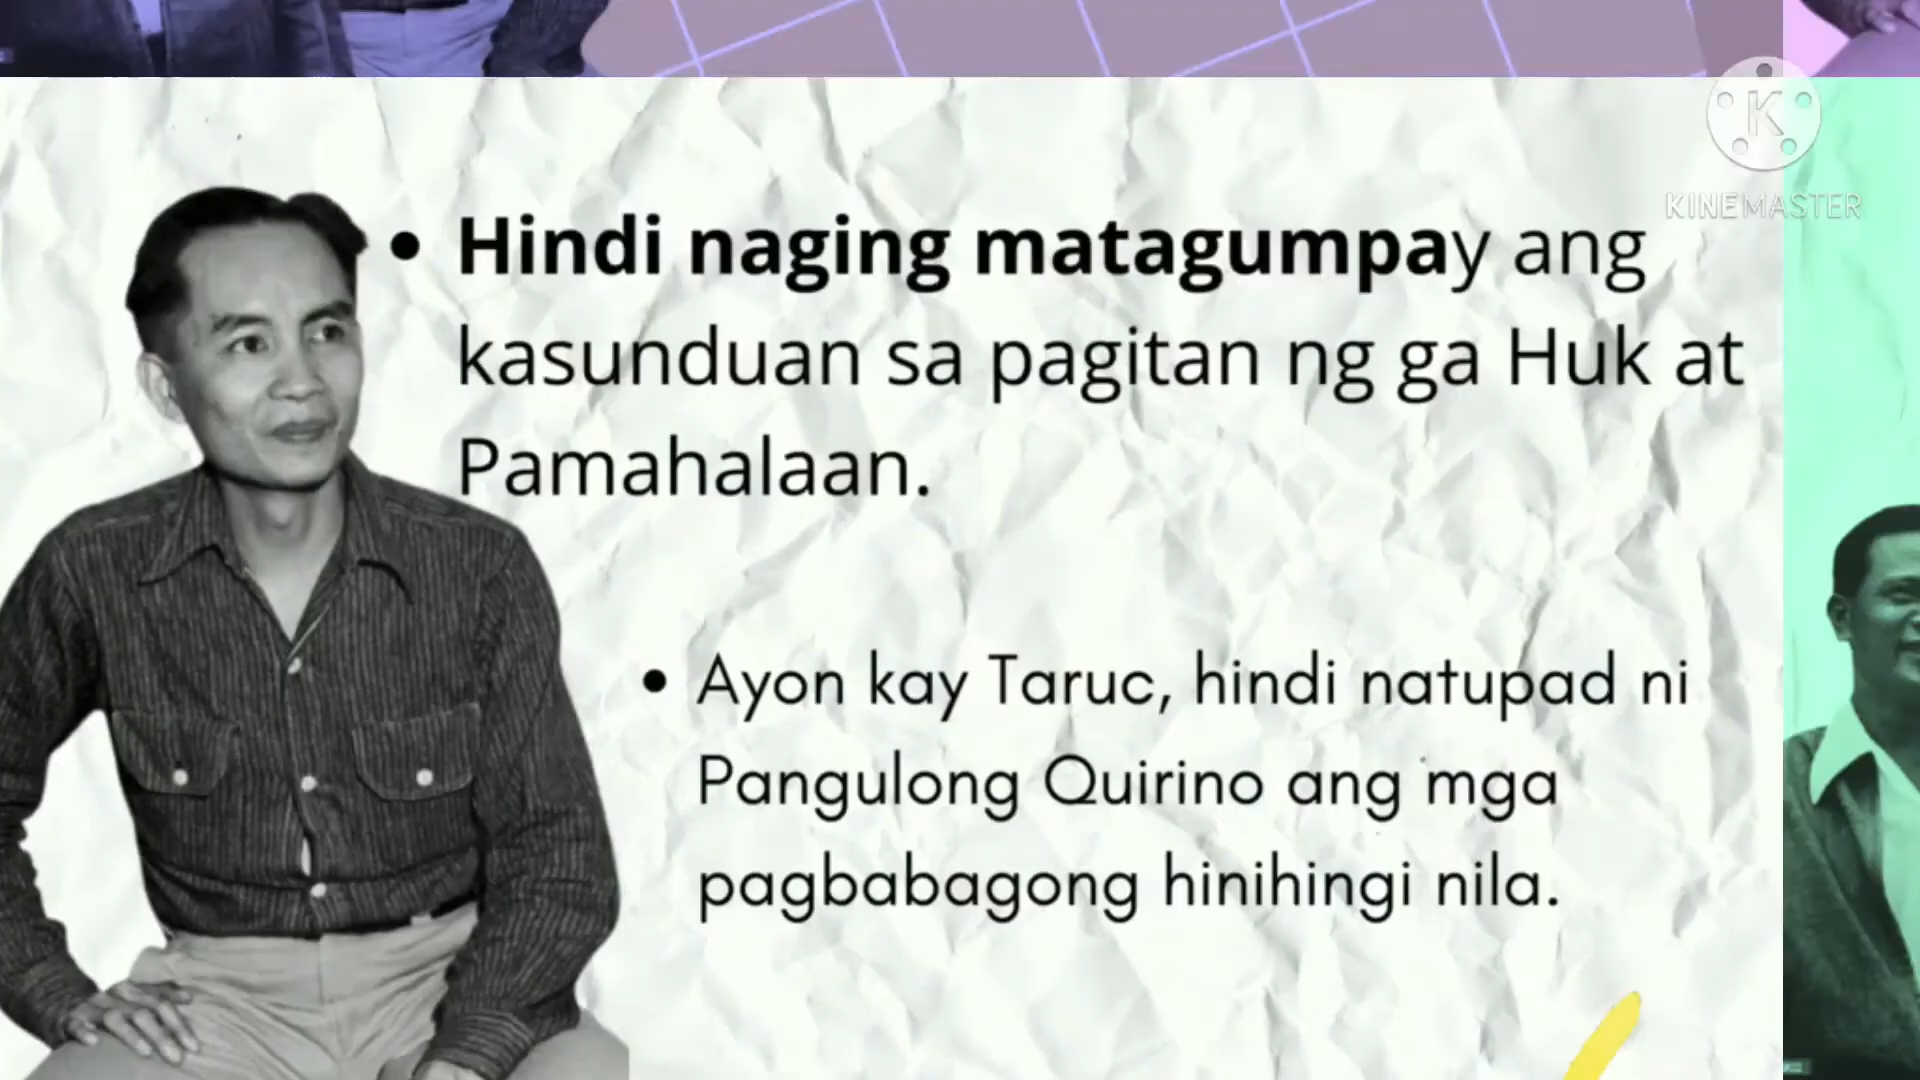 KINEMASTER
• Hindi naging matagumpay ang
kasunduan sa pagitan ng ga Huk at
Pamahalaan.
• Ayon kay Taruc, hindi natupad ni
Pangulong Quirino ang mga
pagbabagong hinihingi nila.